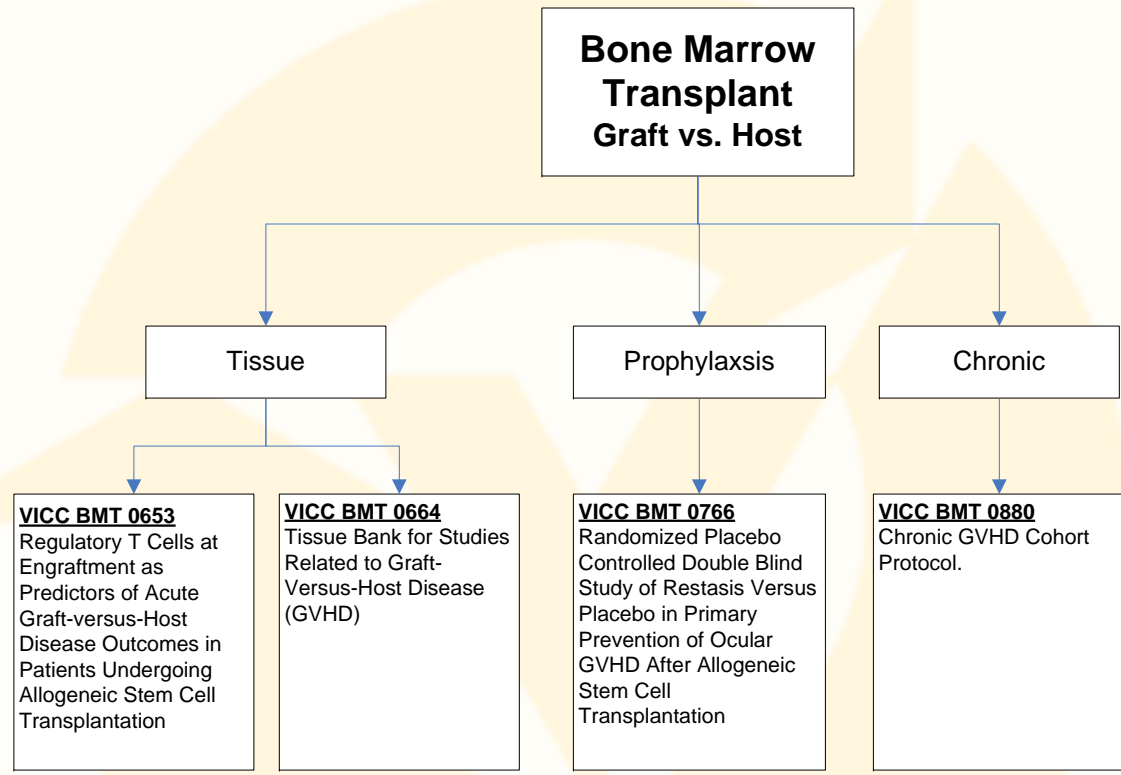 Bone Marrow
Transplant
Graft vs. Host
Tissue
Prophylaxsis
Chronic
VICC BMT 0653
Regulatory T Cells at
Engraftment as
Predictors of Acute
Graft-versus-Host
Disease Outcomes in
Patients Undergoing
Allogeneic Stem Cell
Transplantation
VICC BMT 0664
Tissue Bank for Studies
Related to Graft-
Versus-Host Disease
(GVHD)
VICC BMT 0766
Randomized Placebo
Controlled Double Blind
Study of Restasis Versus
Placebo in Primary
Prevention of Ocular
GVHD After Allogeneic
Stem Cell
Transplantation
VICC BMT 0880
Chronic GVHD Cohort
Protocol.